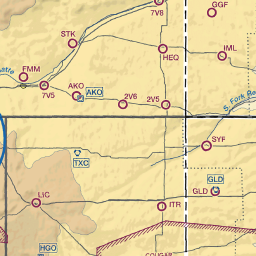 7V8
GGF
STK
HEQ
IML
FMM
7V5
AKO
AKO
2V6
2V5
S. Fork Re
SYF
TXC
GLD
GLD
LIC
ITR
HGO
COUGAR